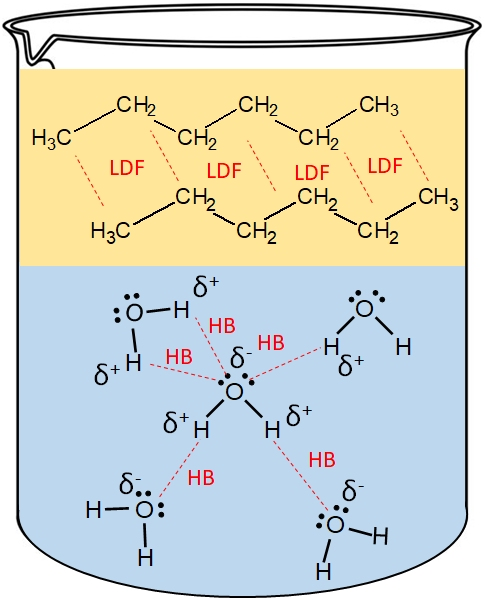 CH₂ CH₂ CH₃
H₃C CH₂ CH₂
LDF LDF LDF LDF
CH₂ CH₂ CH₃
H₃C CH₂ CH₂
δ⁺
O H O
HB HB
H HB δ⁻ H H
δ⁺ δ⁺
O
δ⁺ H H δ⁺
HB HB
δ⁻ δ⁻
H O O H
H H